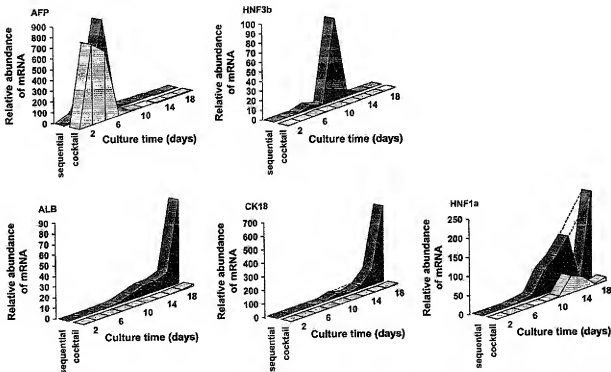 AFP
Relative abundance
of mRNA
900
800
700
600
500
400
300
200
100
0
sequential
cocktail
2
6
10
14
18
Culture time (days)
HNF3b
Relative abundance
of mRNA
100
90
80
70
60
50
40
30
20
10
0
sequential
cocktail
2
6
10
14
18
Culture time (days)
ALB
Relative abundance
of mRNA
90
80
70
60
50
40
30
20
10
0
sequential
cocktail
2
6
10
14
18
Culture time (days)
CK18
Relative abundance
of mRNA
700
600
500
400
300
200
100
0
sequential
cocktail
2
6
10
14
18
Culture time (days)
HNF1a
Relative abundance
of mRNA
250
200
150
100
50
0
sequential
cocktail
2
6
10
14
18
Culture time (days)